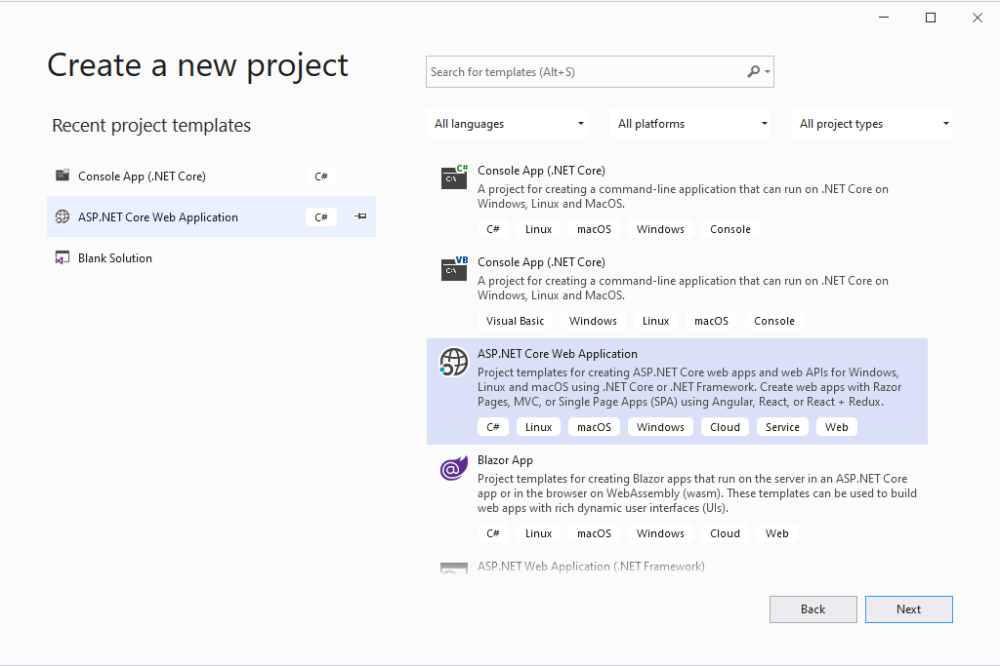 Create a new project
Search for templates (Alt+S)
Recent project templates
All languages
All platforms
All project types
Console App (.NET Core)
C#
ASP.NET Core Web Application
C#
Blank Solution
C#
C:\
Console App (.NET Core)
A project for creating a command-line application that can run on .NET Core on
Windows, Linux and MacOS.
C# Linux macOS Windows Console
VB
C:\
Console App (.NET Core)
A project for creating a command-line application that can run on .NET Core on
Windows, Linux and MacOS.
Visual Basic Windows Linux macOS Console
ASP.NET Core Web Application
Project templates for creating ASP.NET Core web apps and web APIs for Windows,
Linux and macOS using .NET Core or .NET Framework. Create web apps with Razor
Pages, MVC, or Single Page Apps (SPA) using Angular, React, or React + Redux.
C# Linux macOS Windows Cloud Service Web
@
Blazor App
Project templates for creating Blazor apps that run on the server in an ASP.NET Core
app or in the browser on WebAssembly (wasm). These templates can be used to build
web apps with rich dynamic user interfaces (UIs).
C# Linux macOS Windows Cloud Web
ASP.NET Web Application (.NET Framework)
Back
Next